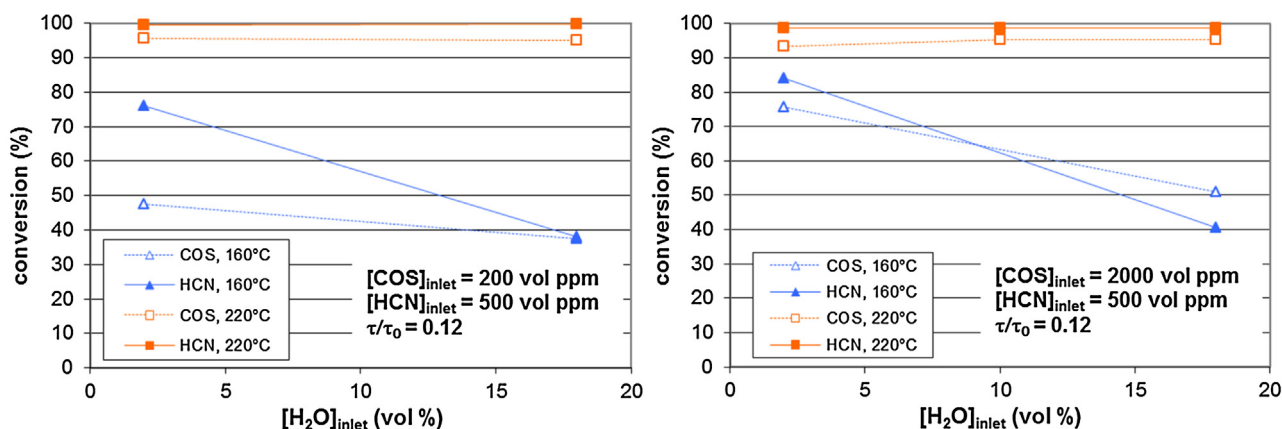 conversion (%)
100
90
80
70
60
50
40
30
20
10
0
COS, 160°C
HCN, 160°C
COS, 220°C
HCN, 220°C
[COS]inlet = 200 vol ppm
[HCN]inlet = 500 vol ppm
τ/τ0 = 0.12
0 5 10 15 20
[H2O]inlet (vol %)
conversion (%)
100
90
80
70
60
50
40
30
20
10
0
COS, 160°C
HCN, 160°C
COS, 220°C
HCN, 220°C
[COS]inlet = 2000 vol ppm
[HCN]inlet = 500 vol ppm
τ/τ0 = 0.12
0 5 10 15 20
[H2O]inlet (vol %)